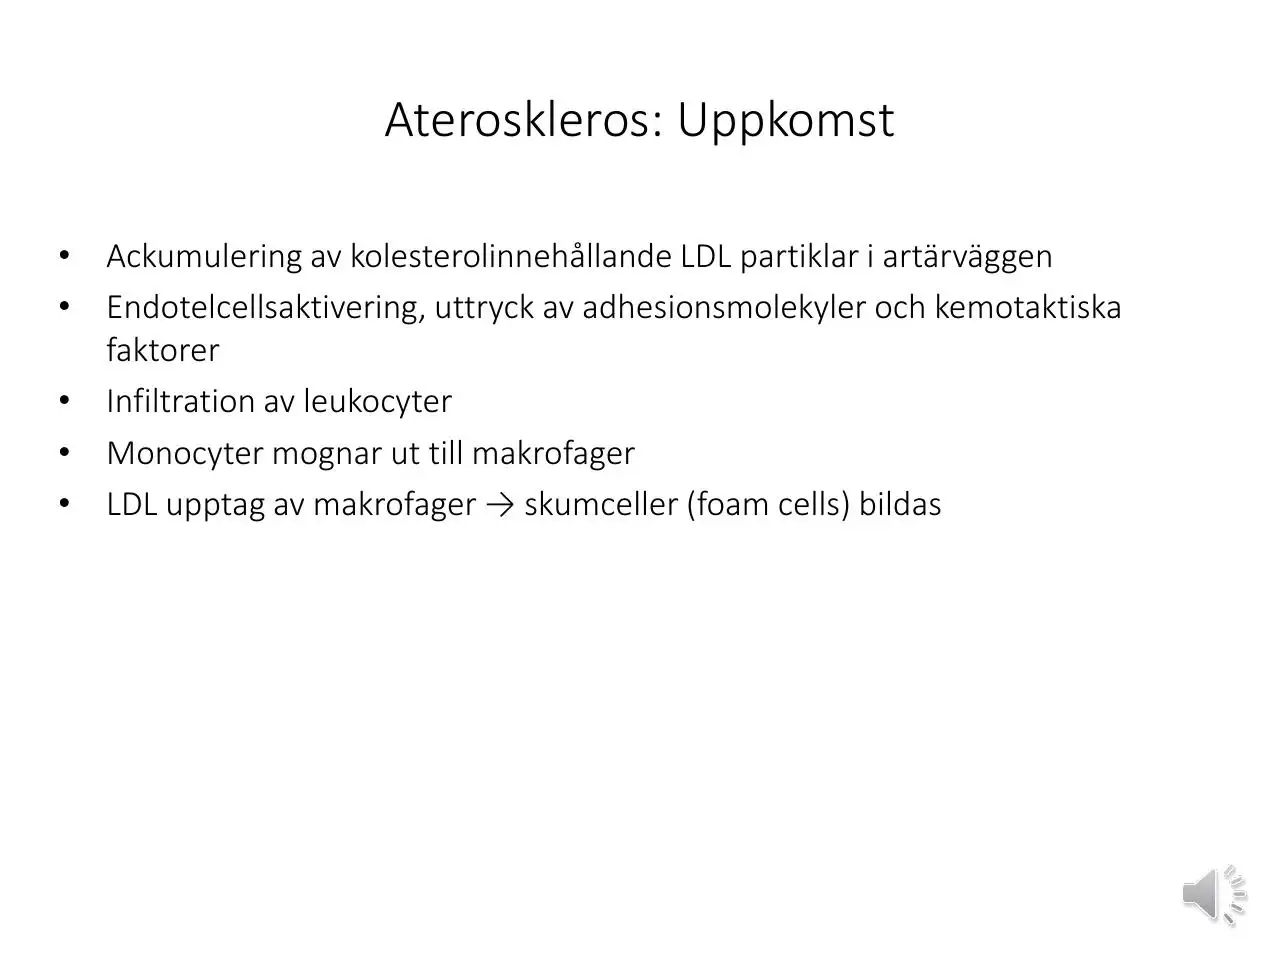 Ateroskleros: Uppkomst
• Ackumulering av kolesterolinnehållande LDL partiklar i artärväggen
• Endotelcellsaktivering, uttryck av adhesionsmolekyler och kemotaktiska
faktorer
• Infiltration av leukocyter
• Monocyter mognar ut till makrofager
• LDL upptag av makrofager → skumceller (foam cells) bildas